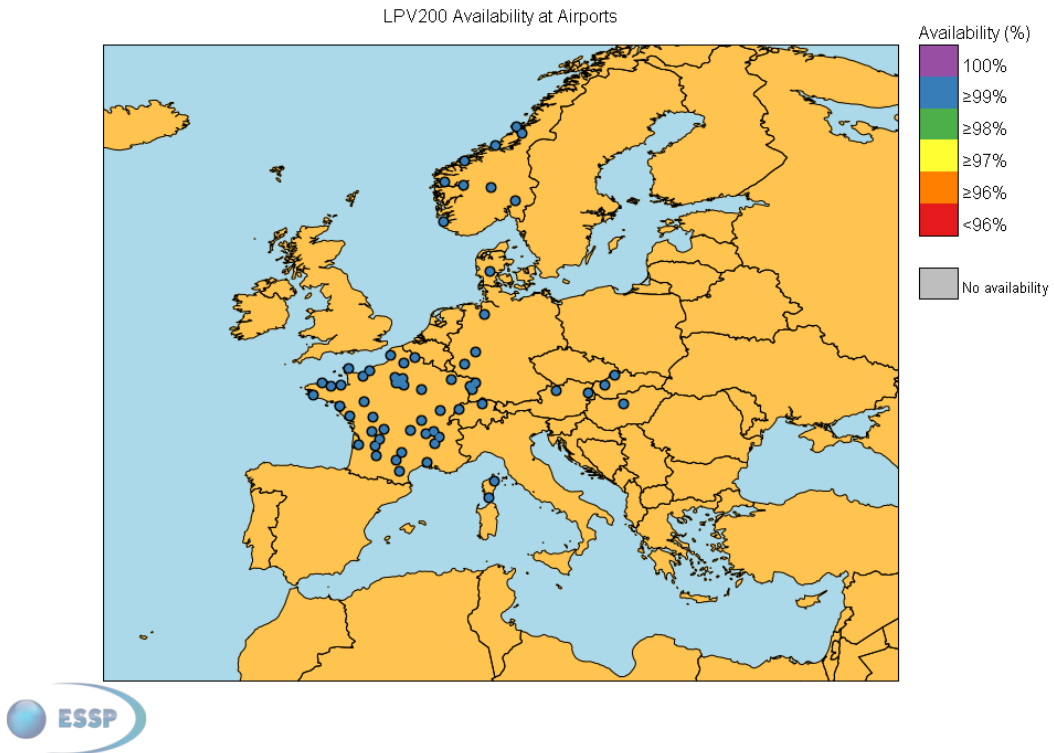 LPV200 Availability at Airports
Availability (%)
100%
≥99%
≥98%
≥97%
≥96%
<96%
No availability
ESSP